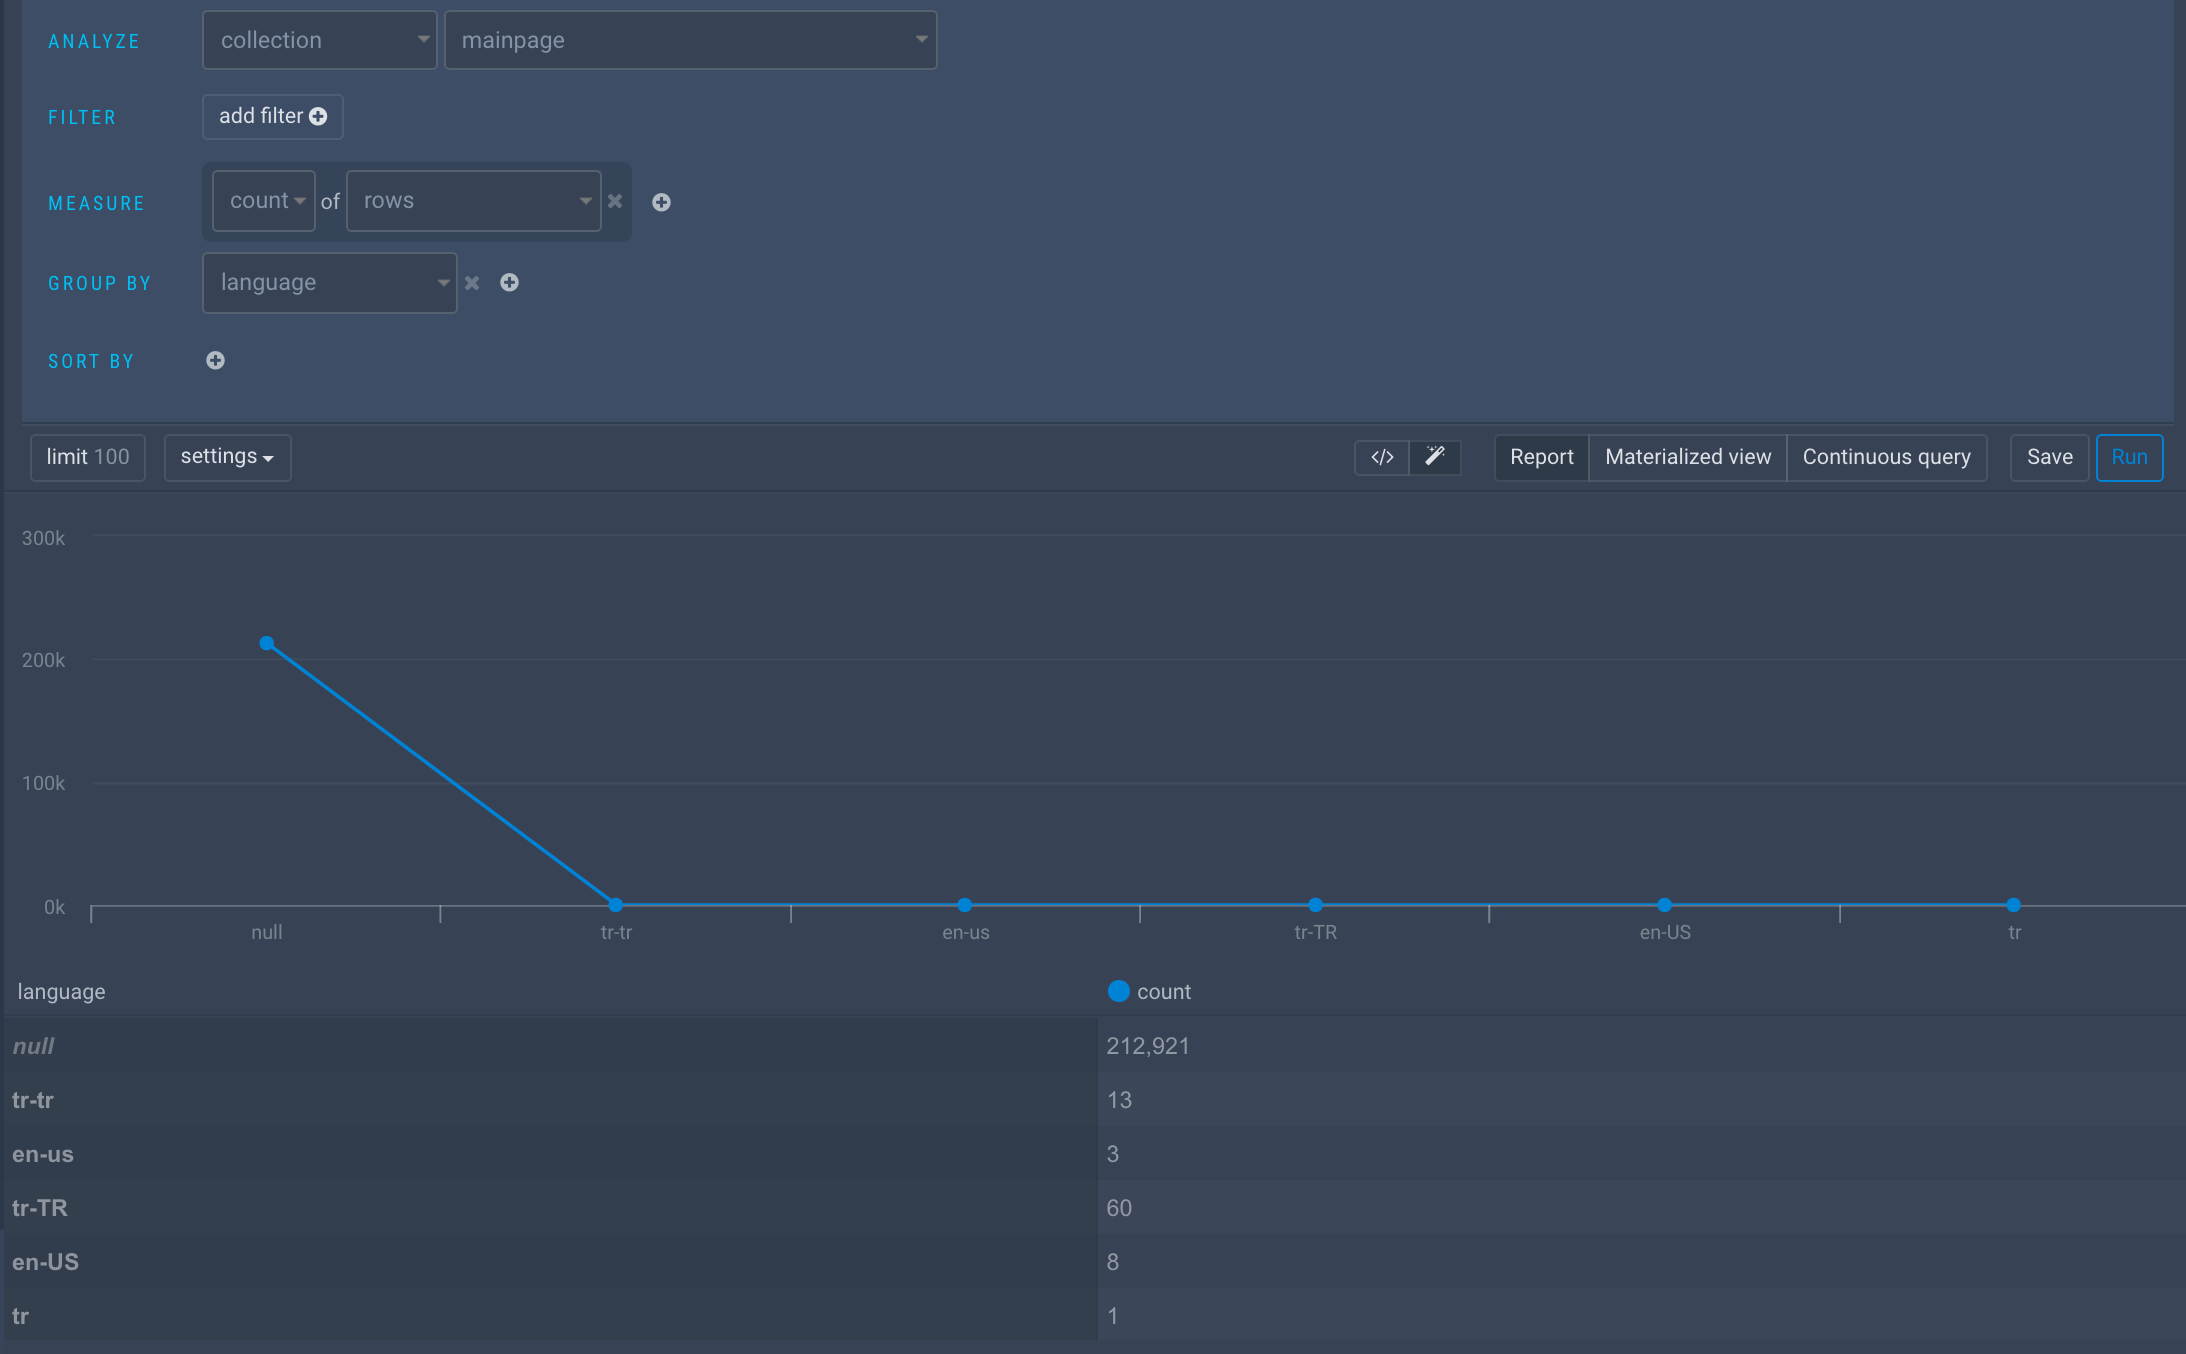 ANALYZE collection mainpage
FILTER add filter
MEASURE count of rows
GROUP BY language
SORT BY
limit 100 settings </> Report Materialized view Continuous query Save Run
300k
200k
100k
0k
null tr-tr en-us tr-TR en-US tr
language count
null 212,921
tr-tr 13
en-us 3
tr-TR 60
en-US 8
tr 1